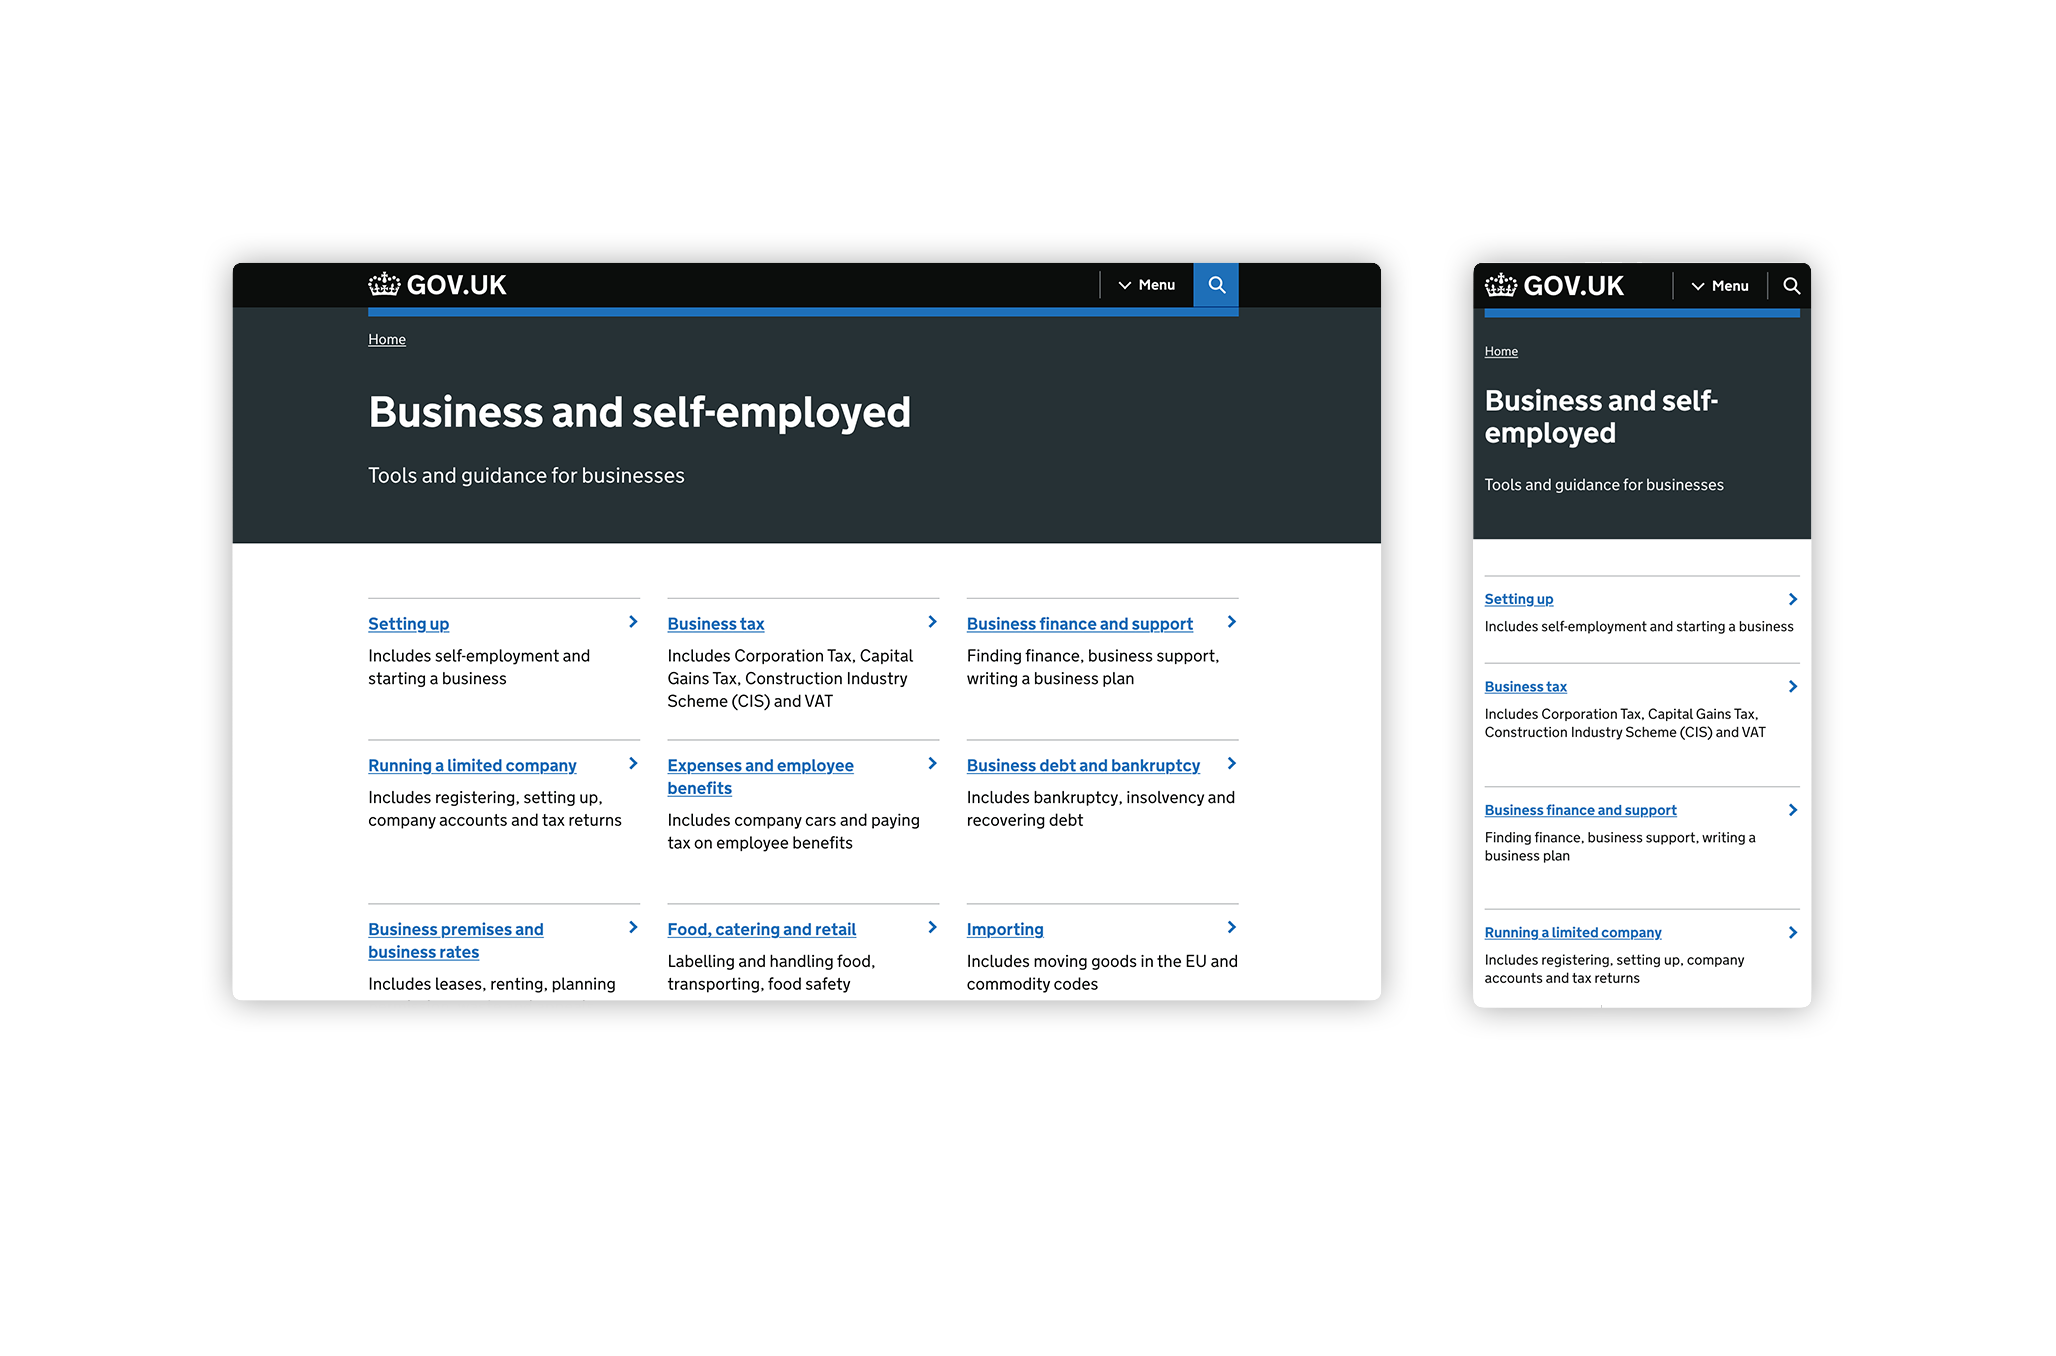 GOV.UK
Menu
Home
Business and self-employed
Tools and guidance for businesses
Setting up
Includes self-employment and
starting a business
Business tax
Includes Corporation Tax, Capital
Gains Tax, Construction Industry
Scheme (CIS) and VAT
Business finance and support
Finding finance, business support,
writing a business plan
Running a limited company
Includes registering, setting up,
company accounts and tax returns
Expenses and employee
benefits
Includes company cars and paying
tax on employee benefits
Business debt and bankruptcy
Includes bankruptcy, insolvency and
recovering debt
Business premises and
business rates
Includes leases, renting, planning
Food, catering and retail
Labelling and handling food,
transporting, food safety
Importing
Includes moving goods in the EU and
commodity codes
GOV.UK
Menu
Home
Business and self-
employed
Tools and guidance for businesses
Setting up
Includes self-employment and starting a business
Business tax
Includes Corporation Tax, Capital Gains Tax,
Construction Industry Scheme (CIS) and VAT
Business finance and support
Finding finance, business support, writing a
business plan
Running a limited company
Includes registering, setting up, company
accounts and tax returns